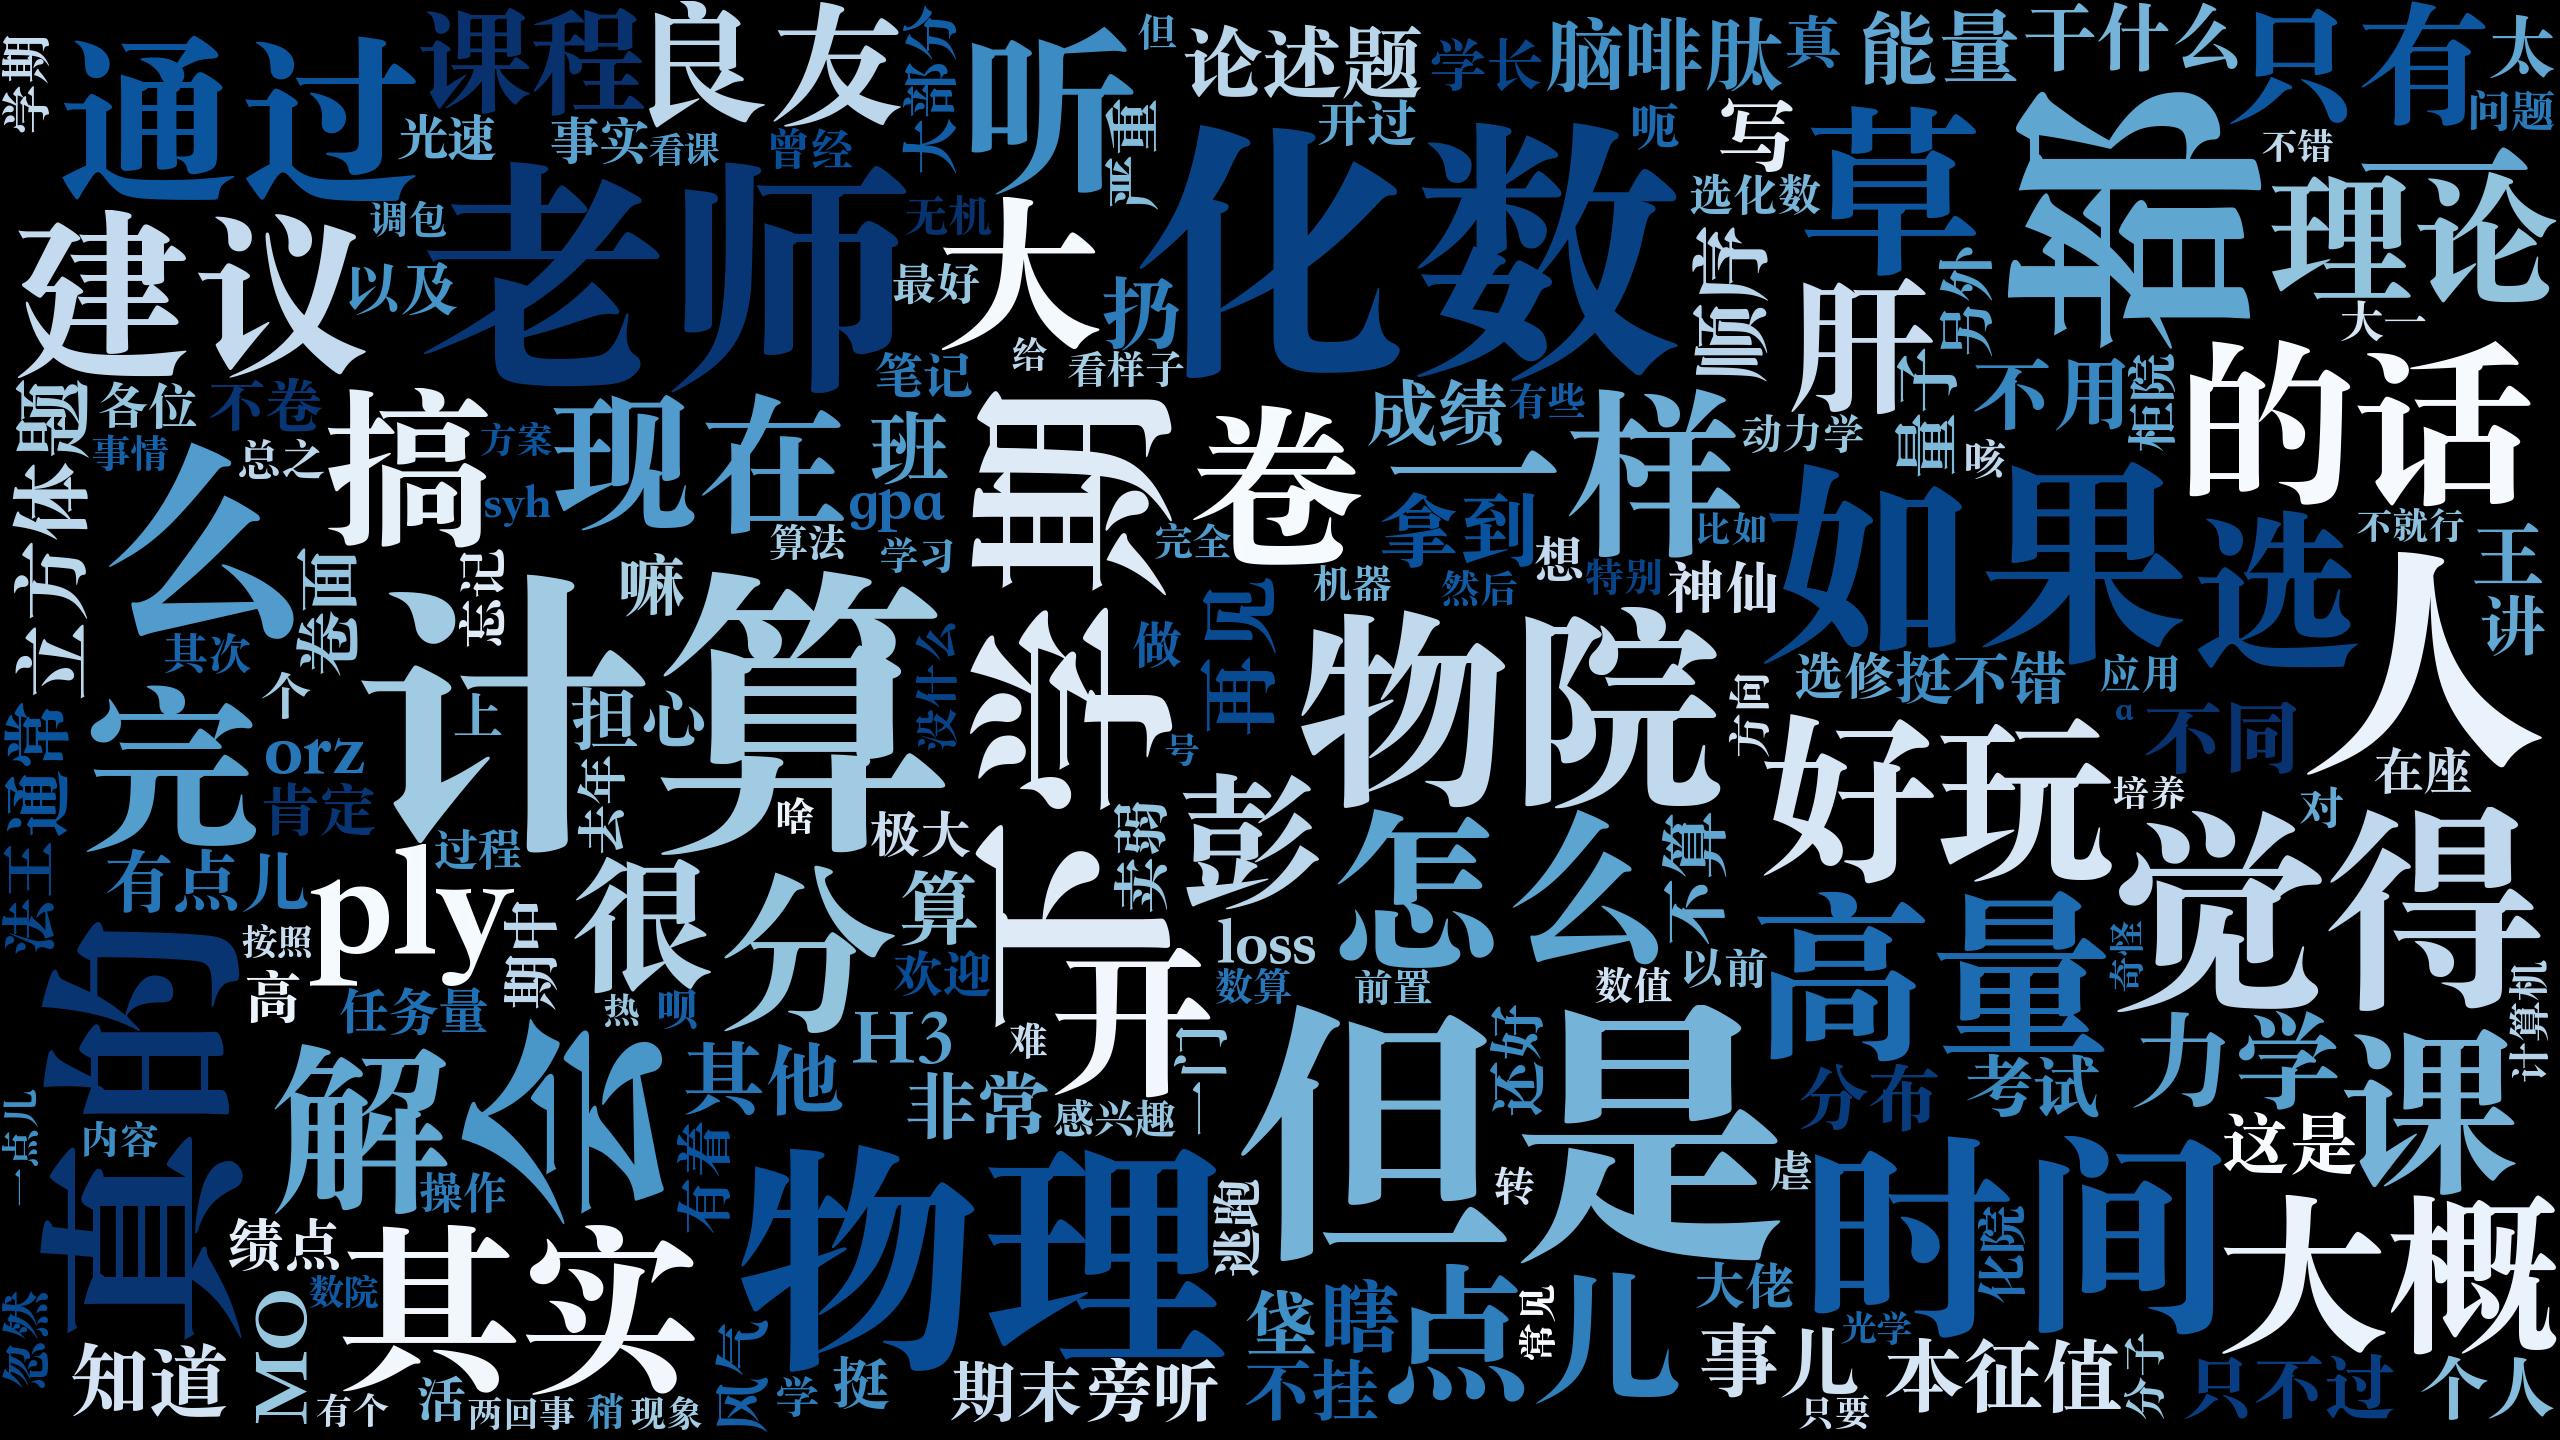 学期
通过
课程
良友
大部分
听
但
论述题
学长
脑啡肽
真
能量
干什么
只有
太
光速
事实
看课
曾经
严重
开过
呃
写
草
都
不错
问题
建议
调包
以及
老师
无机
最好
大
扔
化数
选化数
顺序
另外
一
理论
大一
给
看样子
笔记
肝
量子
不用
柜院
的话
立方体题
各位
不卷
事情
总之
搞
方案
syh
现在
班
gpa
学习
算法
下学期
卷
完全
成绩
有些
一样
拿到
想
特别
比如
动力学
咳
机器
然后
神仙
如果
选
不就行
人
王
讲
么
其次
卷面
忘记
嘛
计算
上
担心
没什么
做
再见
号
物院
方向
选修挺不错
应用
a
不同
在座
法王通常
完
个
orz
肯定
去年
啥
极大
卖弱
彭
怎么
不算
好玩
培养
对
觉得
有点儿
过程
ply
按照
高
任务量
期中
很
分
热
呗
算
欢迎
开
loss
数算
前置
数值
以前
高量
奇怪
计算机
真的
内容
一点儿
解
会
操作
其他
H3
非常
难
一门
感兴趣
但是
还好
转
虐
分布
考试
力学
这是
课
忽然
绩点
数院
MO
其实
有着
物理
逃跑
垡
瞎
不挂
点儿
常见
大佬
时间
化院
光学
大概
知道
有个
活
两回事
稍
现象
风气
学
挺
期末
旁听
事儿
只要
本征值
分子
只不过
个人